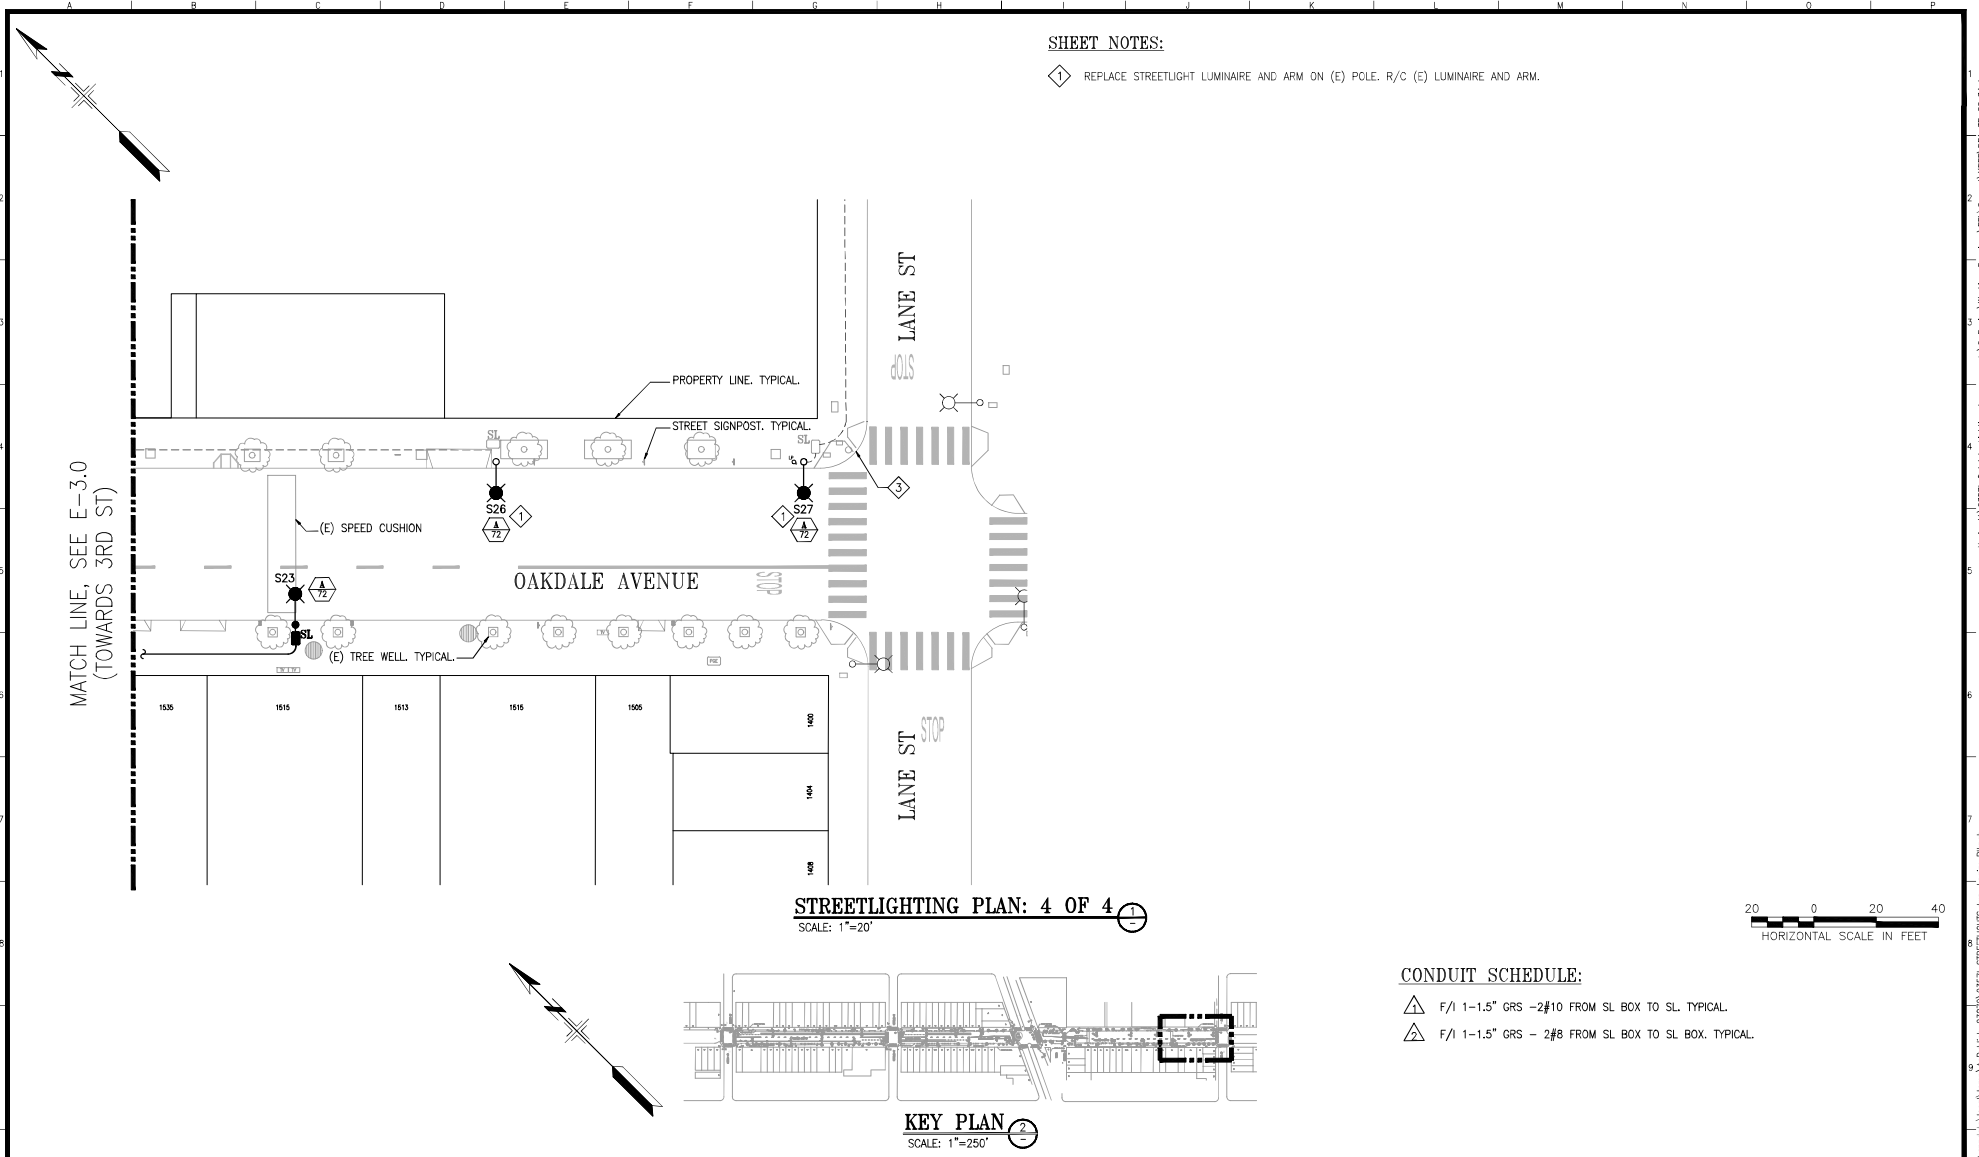 A B C D E F G H I J K L M N O P
SHEET NOTES:
1 REPLACE STREETLIGHT LUMINAIRE AND ARM ON (E) POLE. R/C (E) LUMINAIRE AND ARM.
LANE ST
STOP
PROPERTY LINE. TYPICAL.
STREET SIGNPOST. TYPICAL.
SL
SL
3
S26
1
A
72
1
S27
A
72
MATCH LINE, SEE E-3.0
(TOWARDS 3RD ST)
(E) SPEED CUSHION
OAKDALE AVENUE
STOP
S23
A
72
SL
(E) TREE WELL. TYPICAL.
1535
1515
1513
1515
1505
1400
1404
1408
LANE ST
STOP
STREETLIGHTING PLAN: 4 OF 4
1
-
SCALE: 1"=20'
20 0 20 40
HORIZONTAL SCALE IN FEET
CONDUIT SCHEDULE:
1 F/I 1-1.5" GRS -2#10 FROM SL BOX TO SL. TYPICAL.
2 F/I 1-1.5" GRS - 2#8 FROM SL BOX TO SL BOX. TYPICAL.
KEY PLAN
2
-
SCALE: 1"=250'